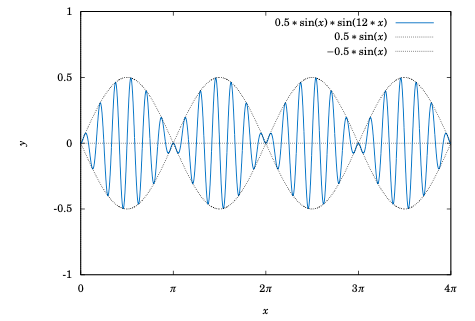 1
0.5 * sin(x) * sin(12 * x)
0.5 * sin(x)
−0.5 * sin(x)
0.5
y
0
-0.5
-1
0 π 2π 3π 4π
x